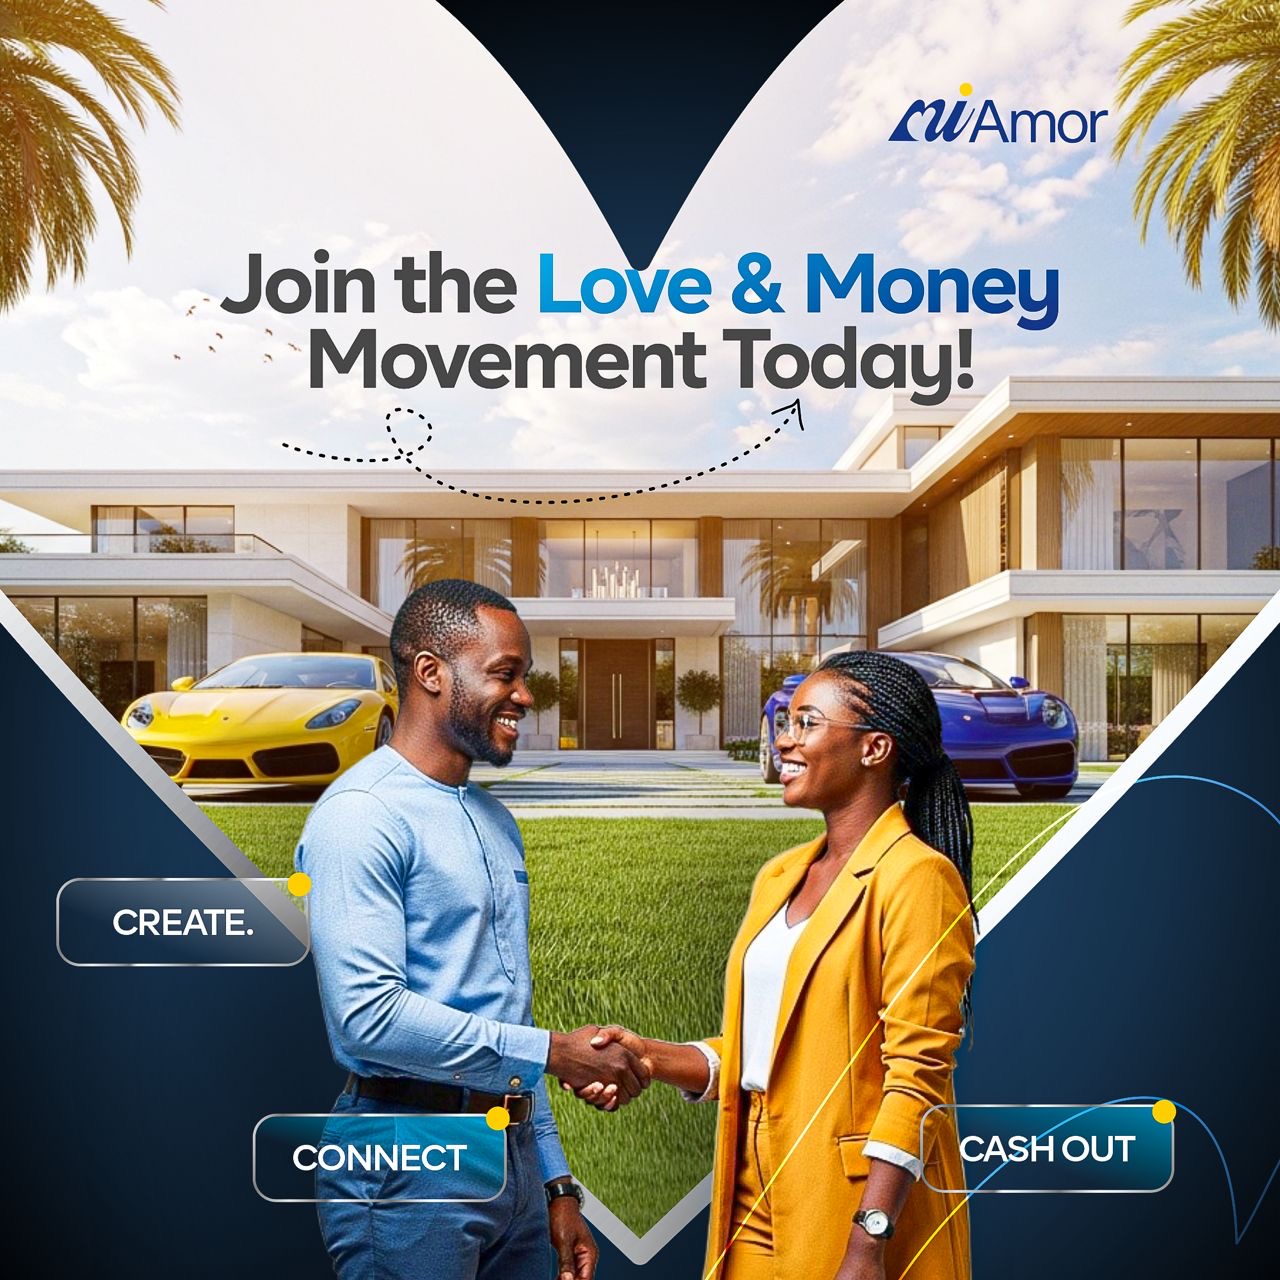 miAmor
Join the Love & Money
Movement Today!
CREATE.
CONNECT
CASH OUT